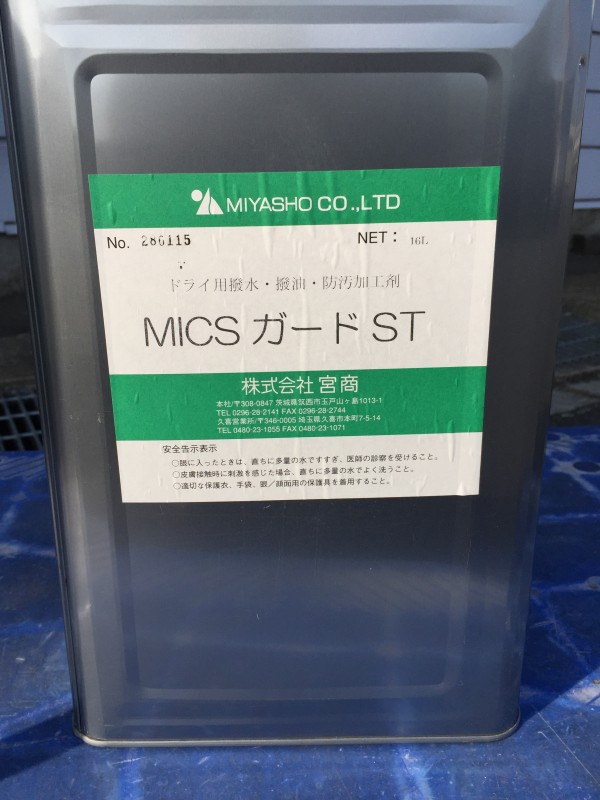 MIYASHO CO.,LTD
No. 280115 NET： 16L
ドライ用撥水・撥油・防汚加工剤
MICS ガード ST
株式会社 宮商
本社/〒308-0847 茨城県筑西市玉戸山ヶ島1013-1
TEL 0296-28-2141 FAX 0296-28-2744
久喜営業所/〒346-0005 埼玉県久喜市本町7-5-14
TEL 0480-23-1055 FAX 0480-23-1071
安全告示表示
○眼に入ったときは、直ちに多量の水ですすぎ、医師の診察を受けること。
○皮膚接触時に刺激を感じた場合、直ちに多量の水でよく洗うこと。
○適切な保護衣、手袋、眼／顔面用の保護具を着用すること。